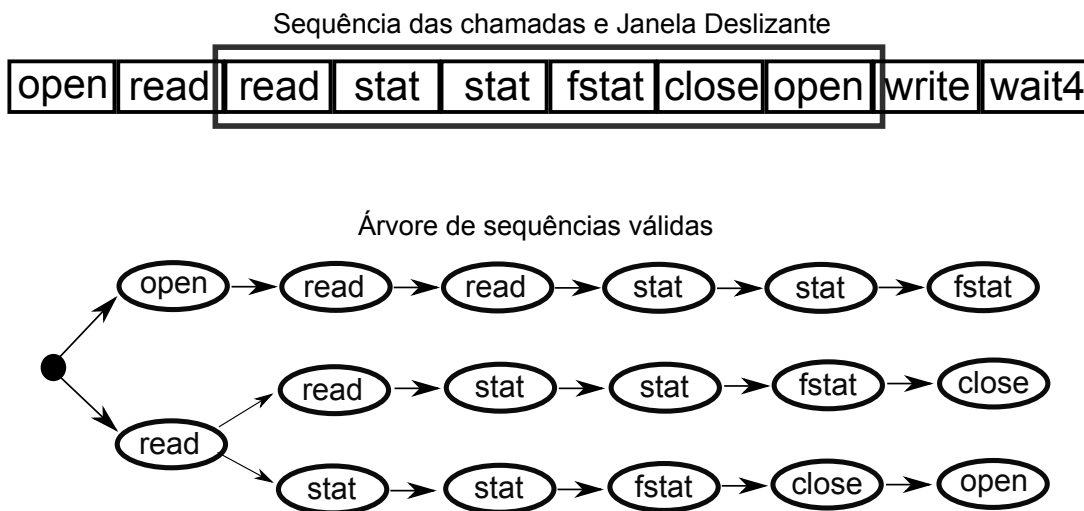 Sequência das chamadas e Janela Deslizante
open read read stat stat fstat close open write wait4
Árvore de sequências válidas
open read read stat stat fstat
read stat stat fstat close
read
stat stat fstat close open